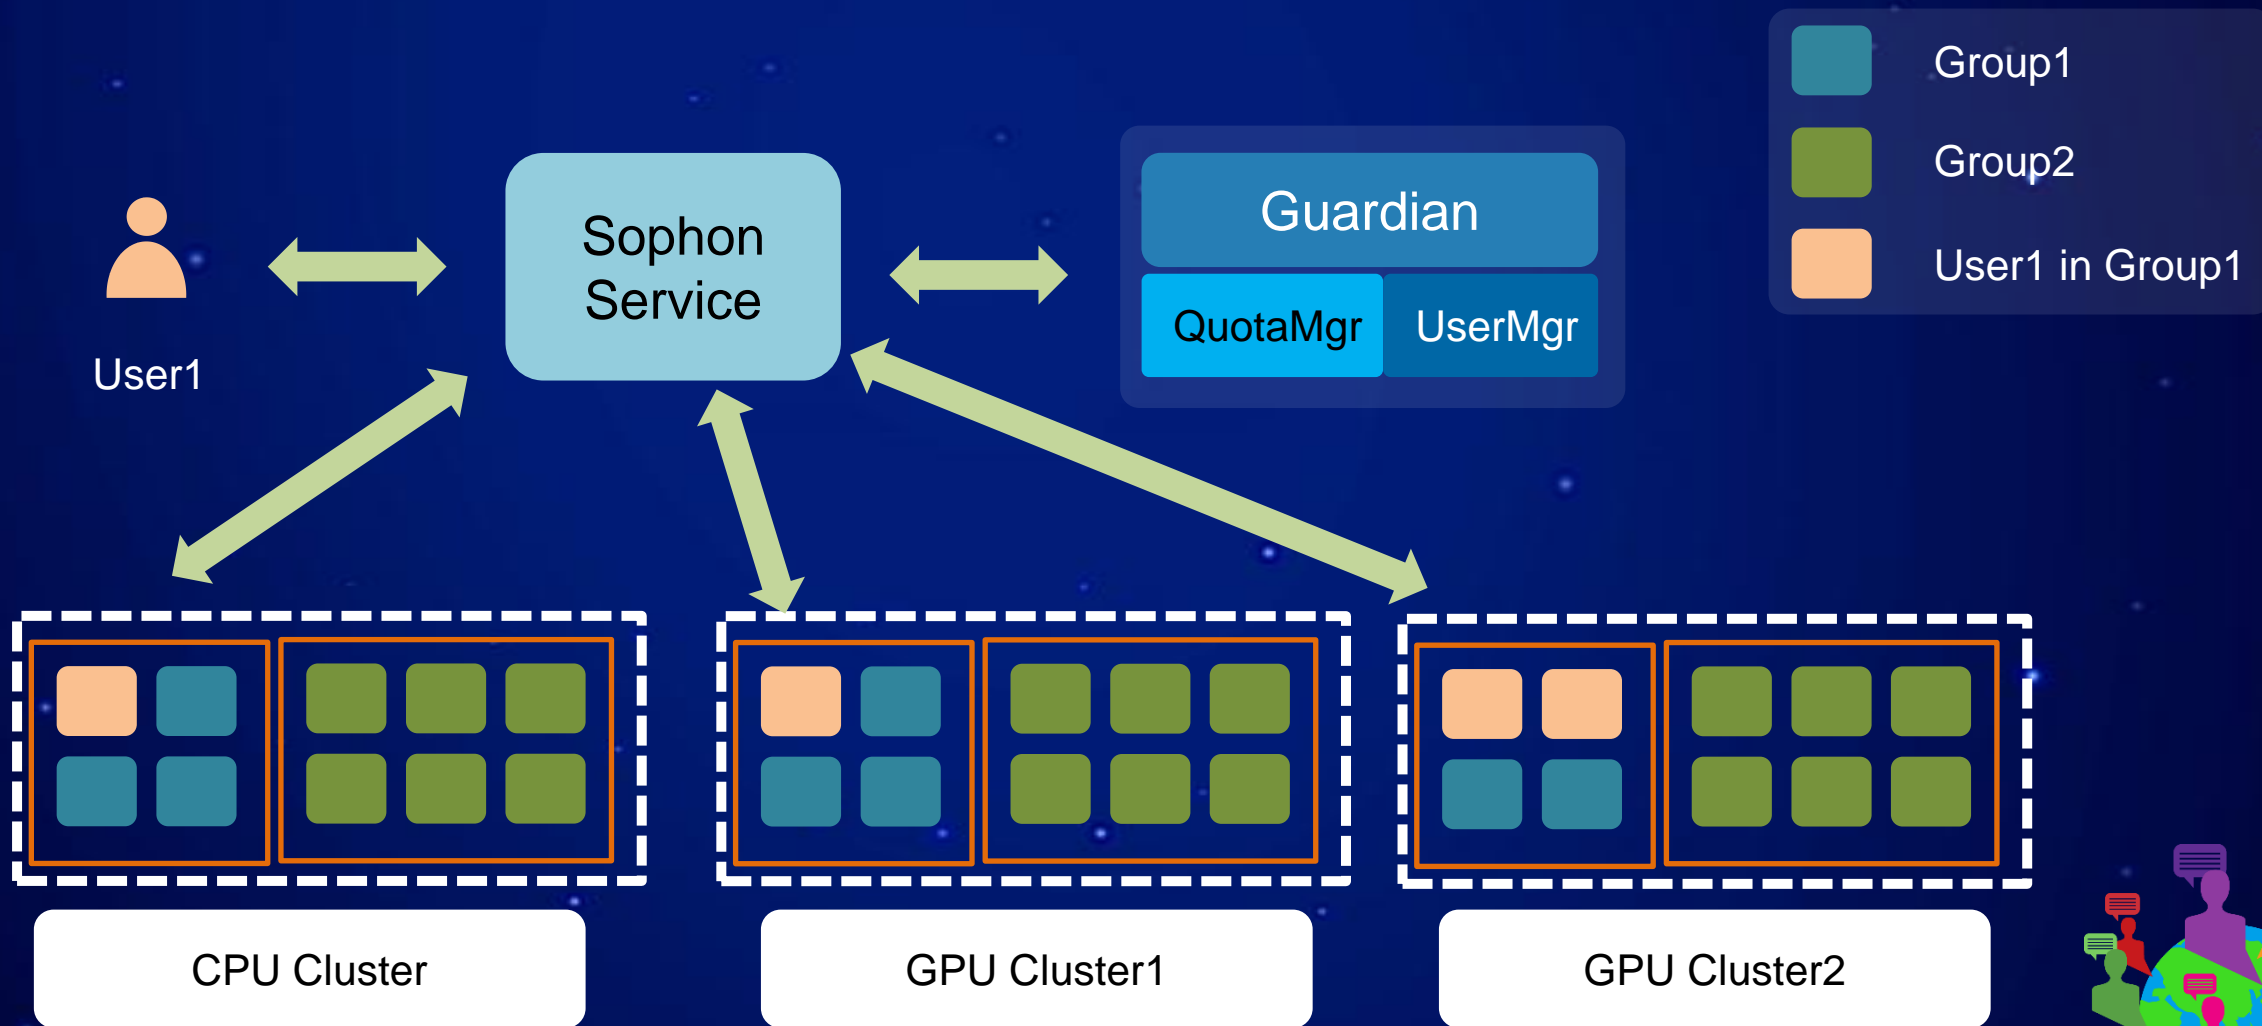 Group1
Group2
User1 in Group1
Sophon
Service
Guardian
QuotaMgr
UserMgr
User1
CPU Cluster
GPU Cluster1
GPU Cluster2